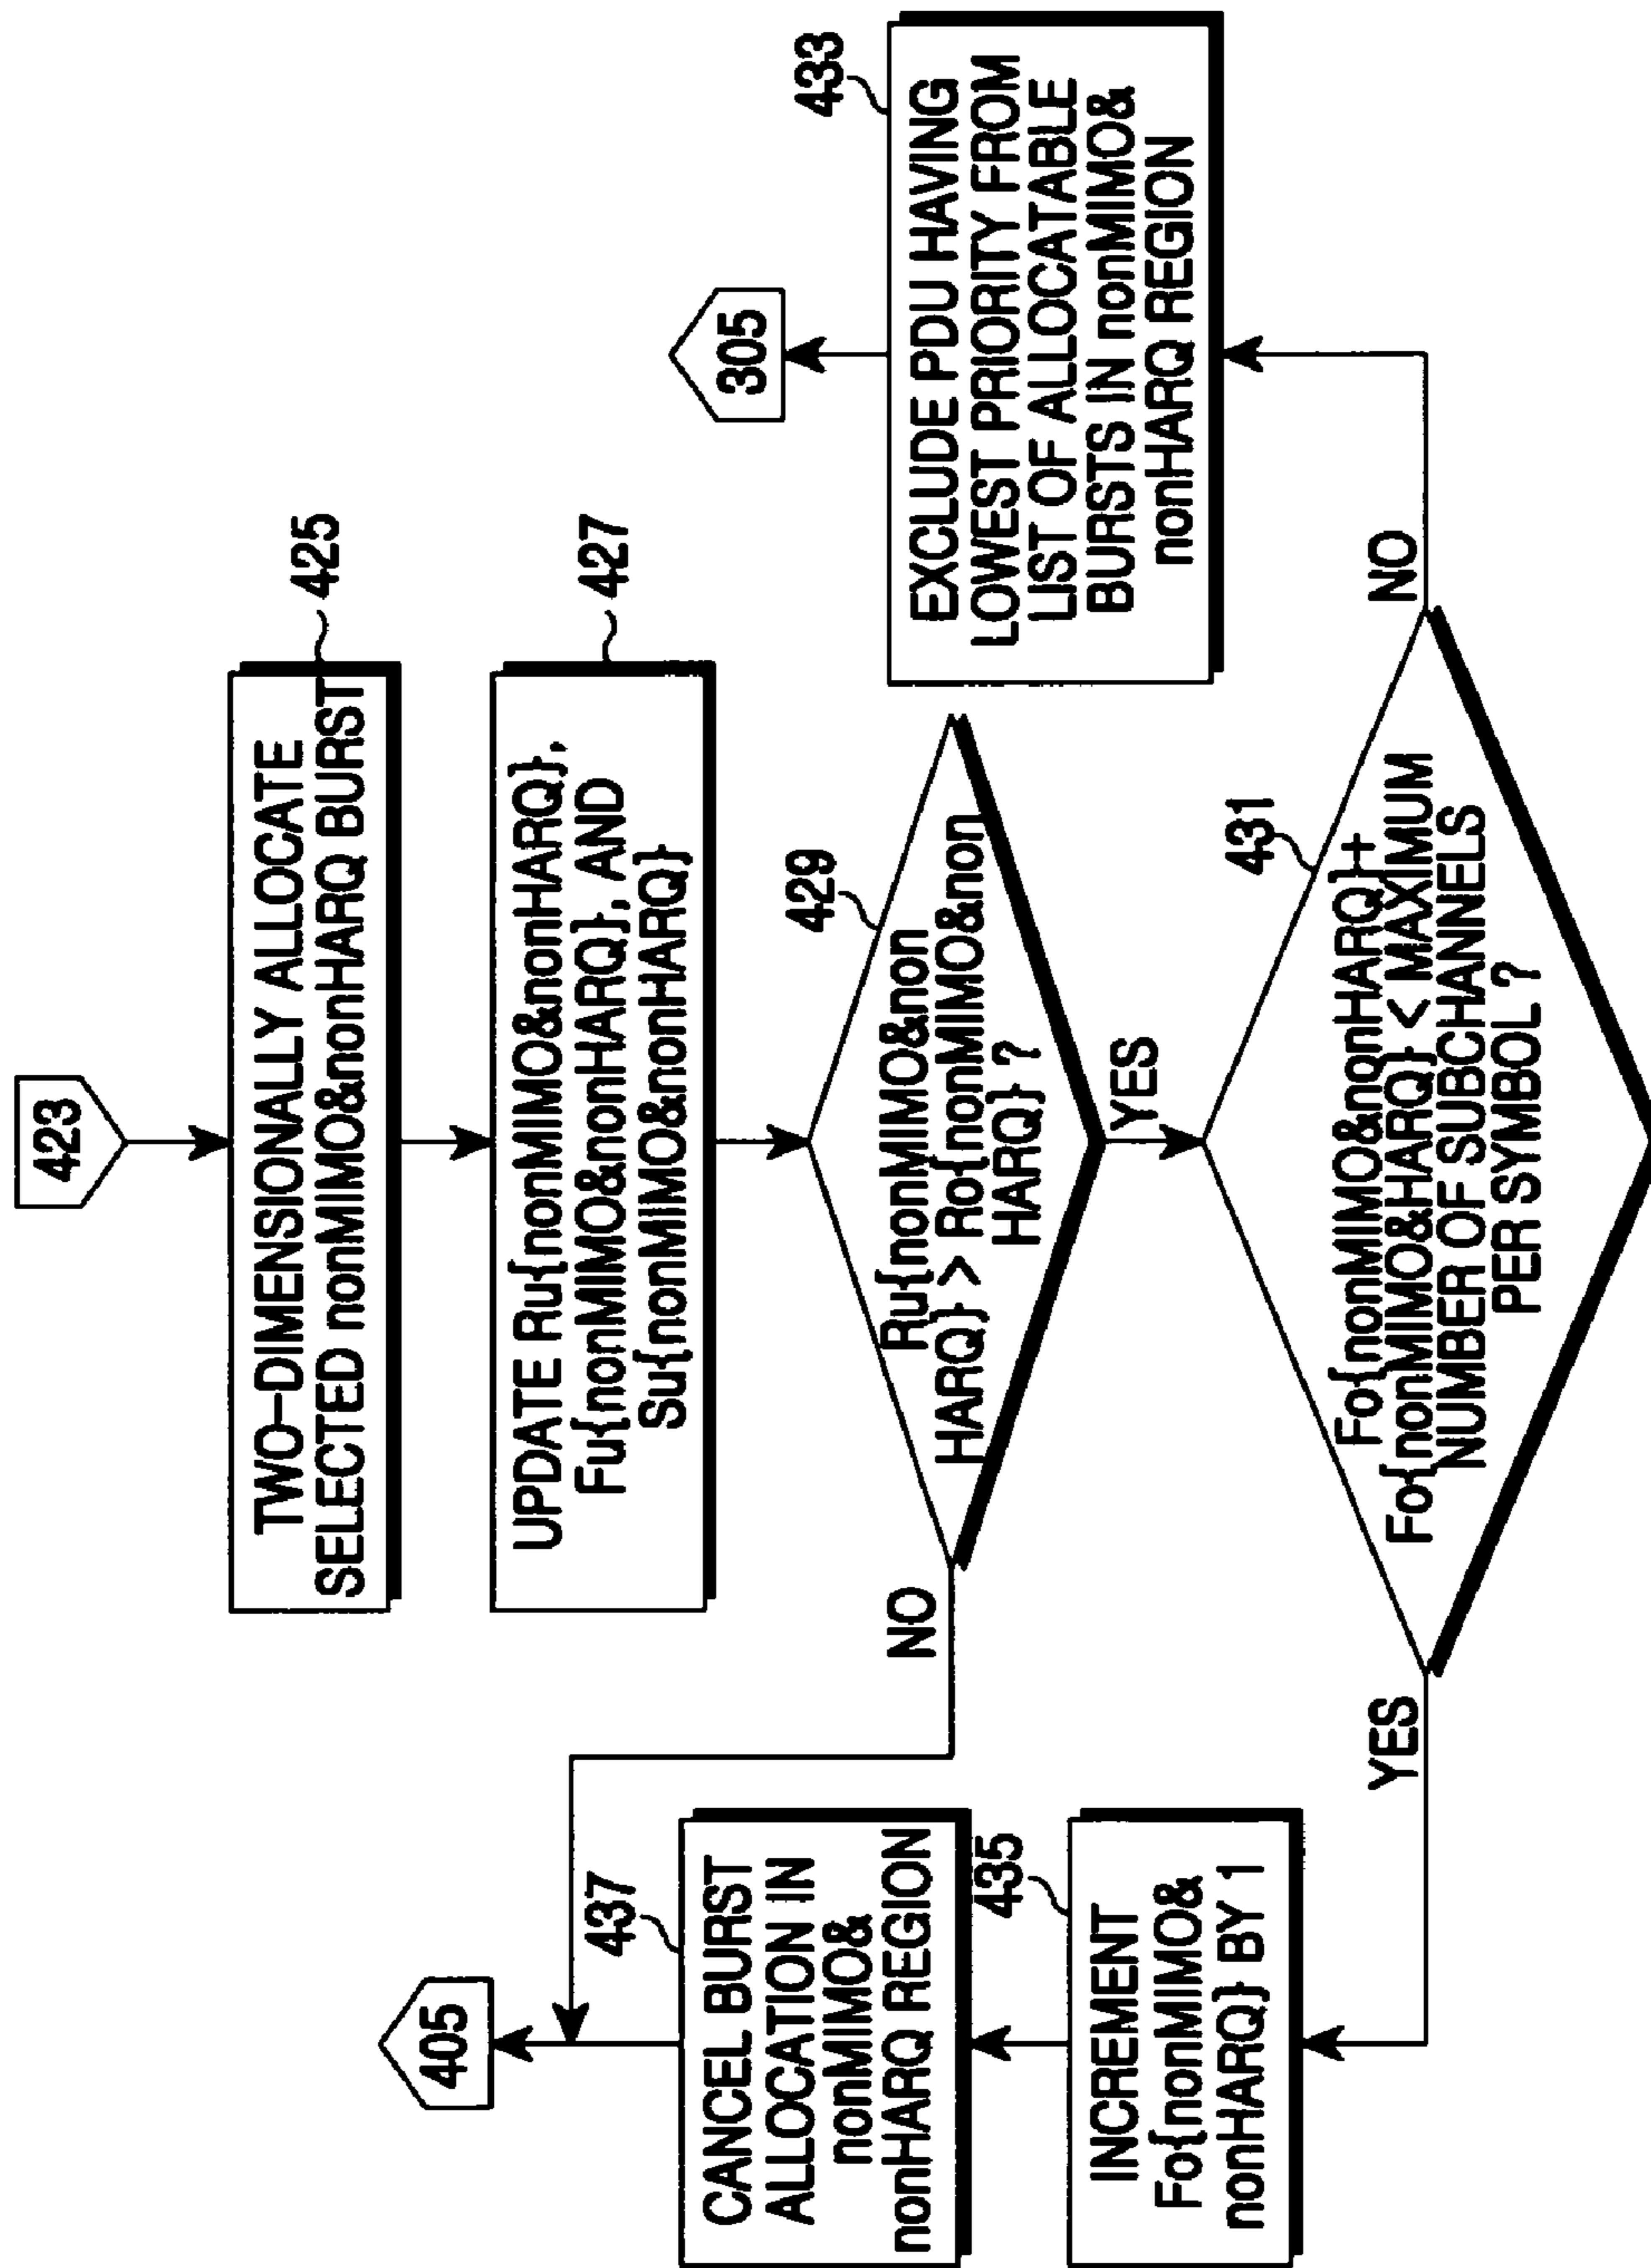 423
TWO-DIMENSIONALLY ALLOCATE
SELECTED nonMIMO&nonHARQ BURST
425
UPDATE Ru{nonMIMO&nonHARQ},
Fu{nonMIMO&nonHARQ}, AND
Su{nonMIMO&nonHARQ}
427
429
Ru{nonMIMO&non
HARQ} > Ro{nonMIMO&non
HARQ} ?
NO
YES
431
Fo{nonMIMO&nonHARQ}+
Fo{nonMIMO&HARQ} < MAXIMUM
NUMBER OF SUBCHANNELS
PER SYMBOL ?
YES
NO
405
437
CANCEL BURST
ALLOCATION IN
nonMIMO&
nonHARQ REGION
435
INCREMENT
Fo{nonMIMO&
nonHARQ} BY 1
305
433
EXCLUDE PDU HAVING
LOWEST PRIORITY FROM
LIST OF ALLOCATABLE
BURSTS IN nonMIMO&
nonHARQ REGION